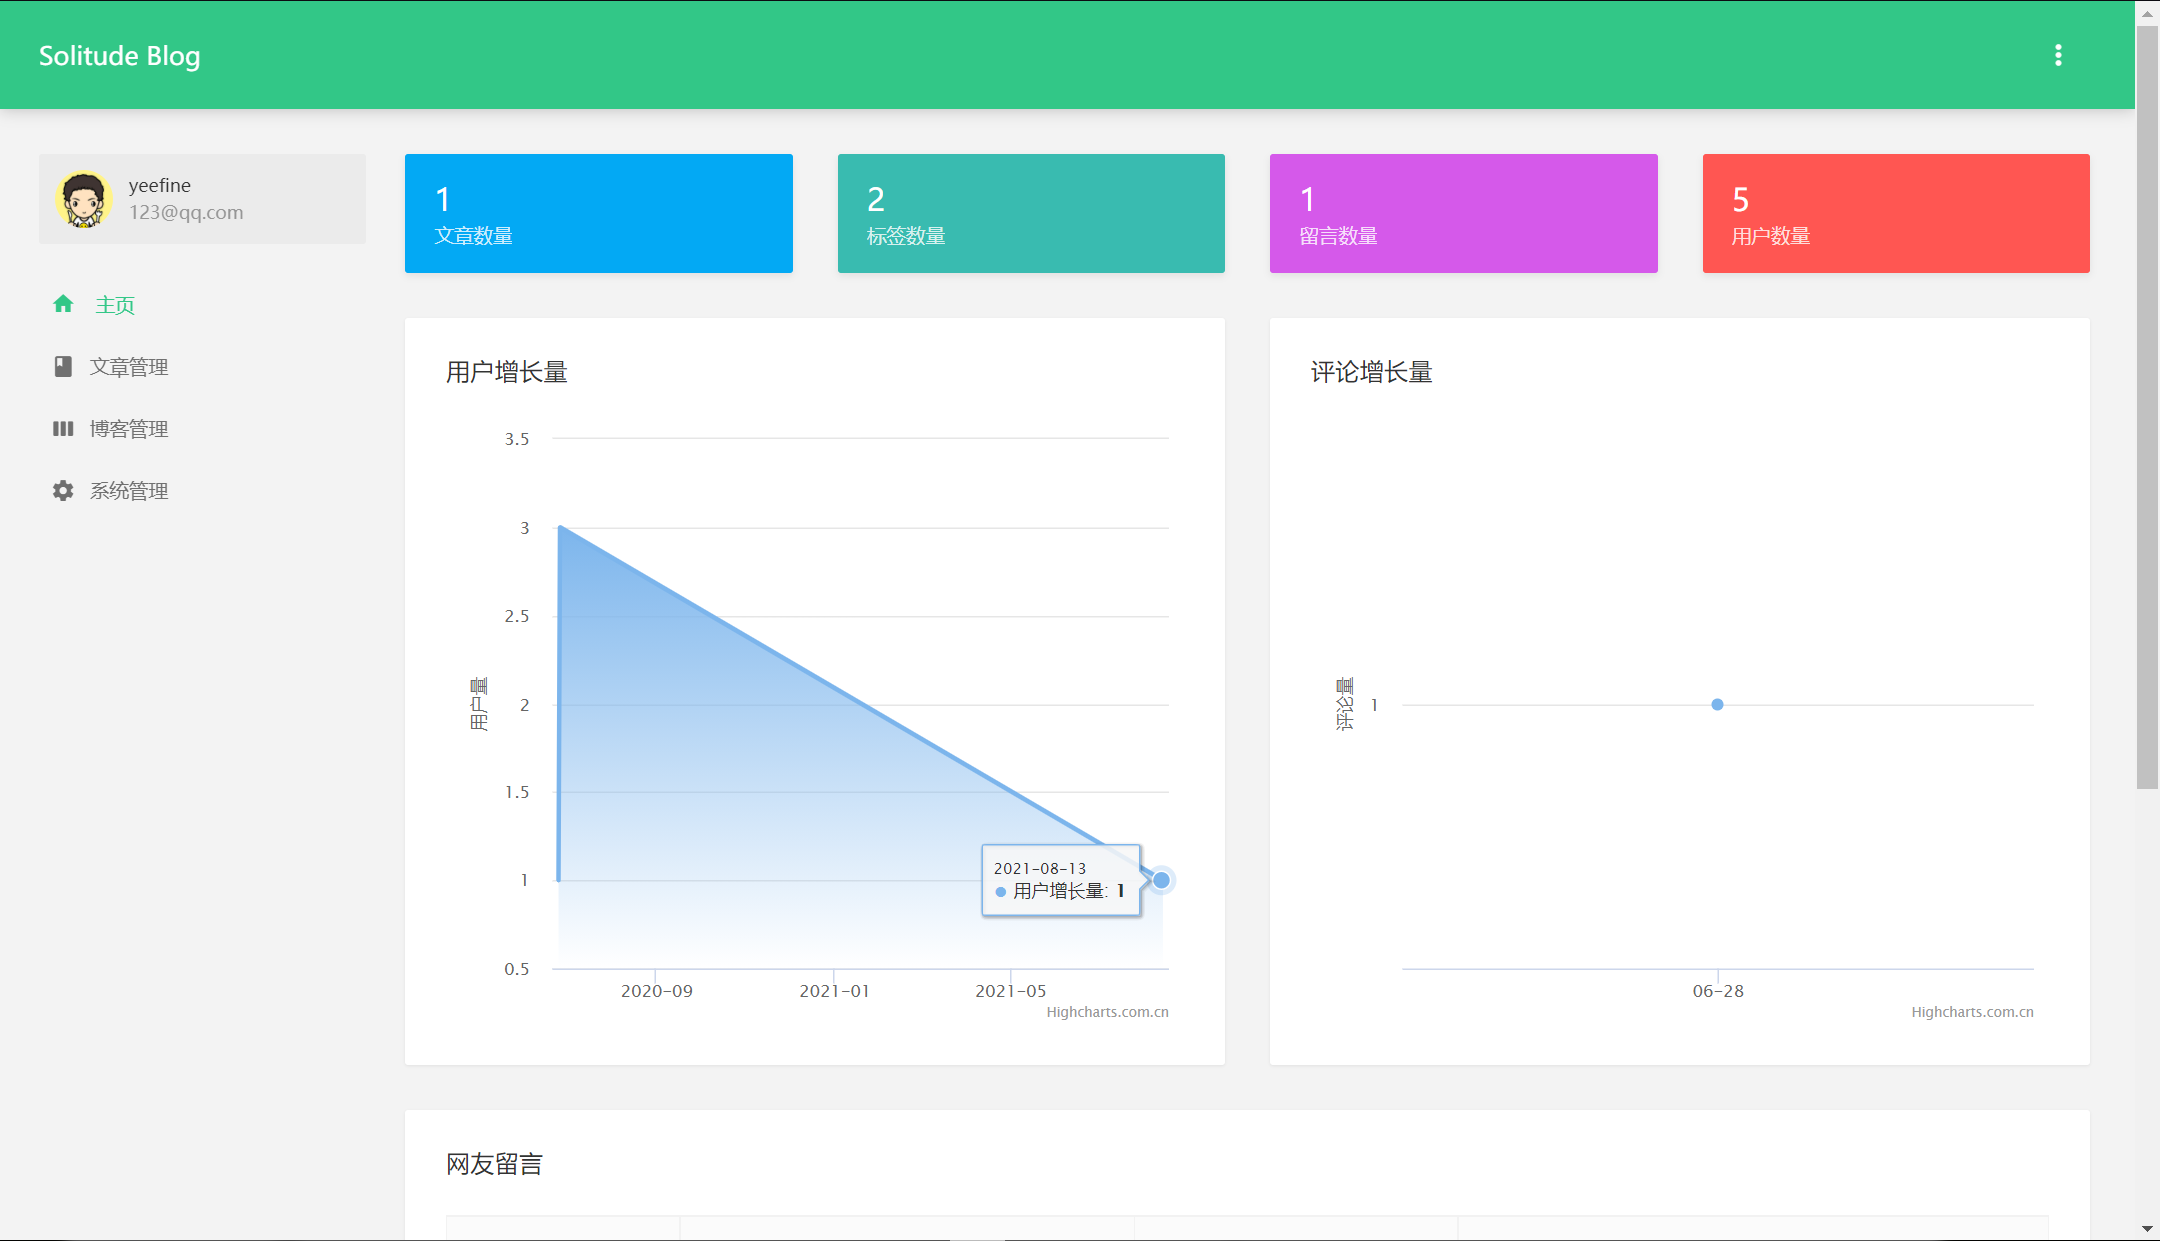 Solitude Blog
yeefine
123@qq.com
主页
文章管理
博客管理
系统管理
1
文章数量
2
标签数量
1
留言数量
5
用户数量
用户增长量
3.5
3
2.5
2
1.5
1
0.5
用户量
2021-08-13
用户增长量: 1
2020-09
2021-01
2021-05
Highcharts.com.cn
评论增长量
评论量
1
06-28
Highcharts.com.cn
网友留言